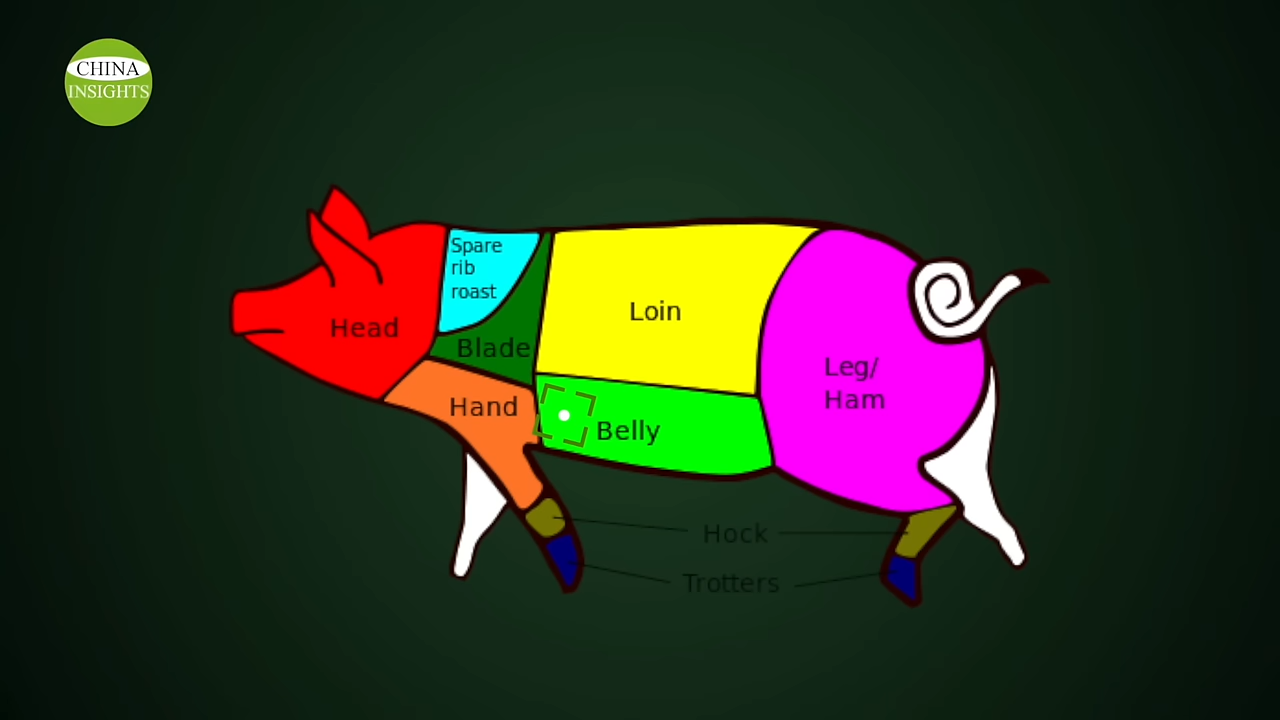 CHINA
INSIGHTS
Spare
rib
roast
Head
Blade
Loin
Hand
Belly
Leg/
Ham
Hock
Trotters